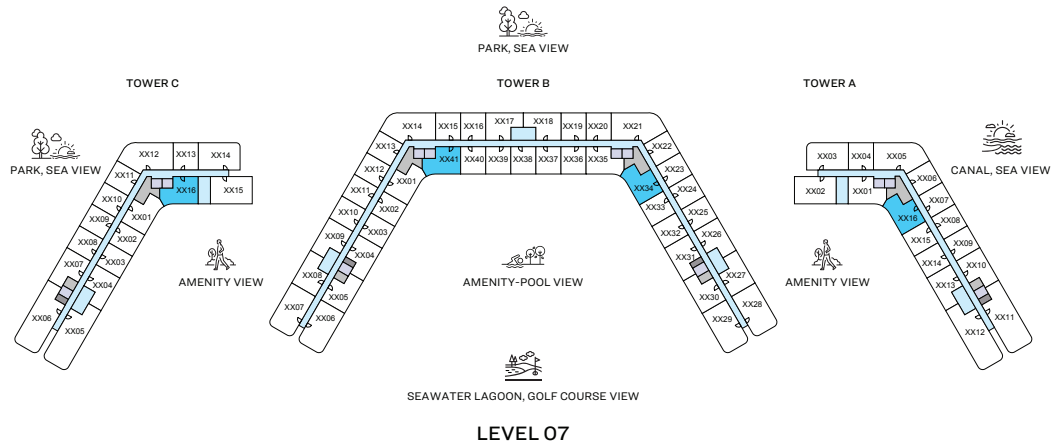 PARK, SEA VIEW
TOWER C
TOWER B
TOWER A
PARK, SEA VIEW
CANAL, SEA VIEW
XX12
XX13
XX14
XX11
XX16
XX15
XX10
XX01
XX09
XX02
XX08
XX03
XX07
XX04
XX06
XX05
AMENITY VIEW
XX14
XX15
XX16
XX17
XX18
XX19
XX20
XX21
XX13
XX41
XX40
XX39
XX38
XX37
XX36
XX35
XX22
XX12
XX01
XX34
XX23
XX11
XX02
XX33
XX24
XX10
XX03
XX32
XX25
XX09
XX04
XX31
XX26
XX08
XX05
XX30
XX27
XX07
XX06
XX29
XX28
AMENITY-POOL VIEW
XX03
XX04
XX05
XX02
XX01
XX06
XX16
XX07
XX15
XX08
XX14
XX09
XX13
XX10
XX12
XX11
AMENITY VIEW
SEAWATER LAGOON, GOLF COURSE VIEW
LEVEL 07